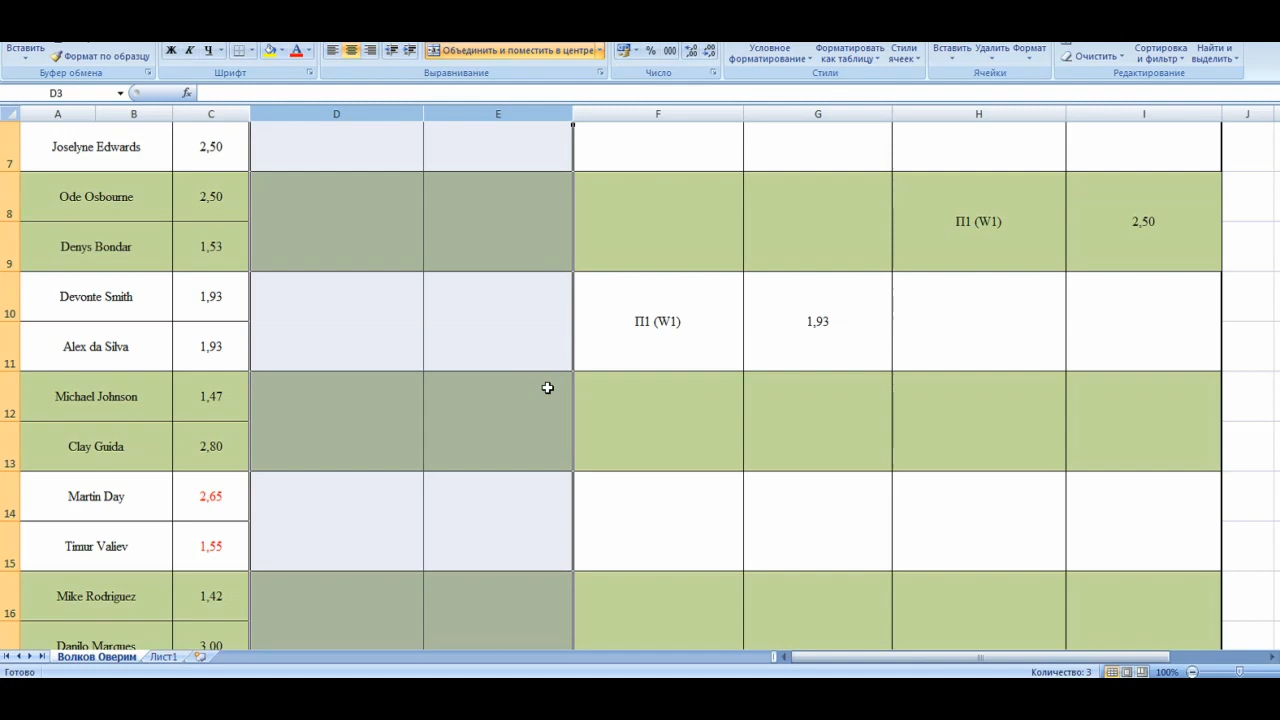 Вставить Формат по образцу Ж К Ч А Объединить и поместить в центре % 000 Условное форматирование Форматировать как таблицу Стили ячеек Вставить Удалить Формат Очистить Сортировка и фильтр Найти и выделить
Буфер обмена Шрифт Выравнивание Число Стили Ячейки Редактирование
D3 fx
A B C D E F G H I J
7 Joselyne Edwards 2,50
8 Ode Osbourne 2,50 П1 (W1) 2,50
9 Denys Bondar 1,53
10 Devonte Smith 1,93 П1 (W1) 1,93
11 Alex da Silva 1,93
12 Michael Johnson 1,47
13 Clay Guida 2,80
14 Martin Day 2,65
15 Timur Valiev 1,55
16 Mike Rodriguez 1,42
Danilo Marques 3,00
Волков Оверим Лист1
Готово Количество: 3 100%